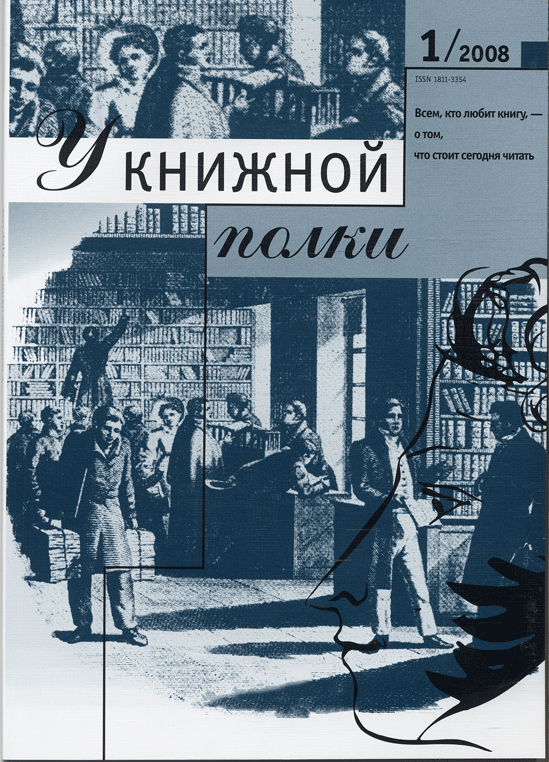 1/2008
ISSN 1811-3354
Всем, кто любит книгу, —
о том,
что стоит сегодня читать
У КНИЖНОЙ
полки